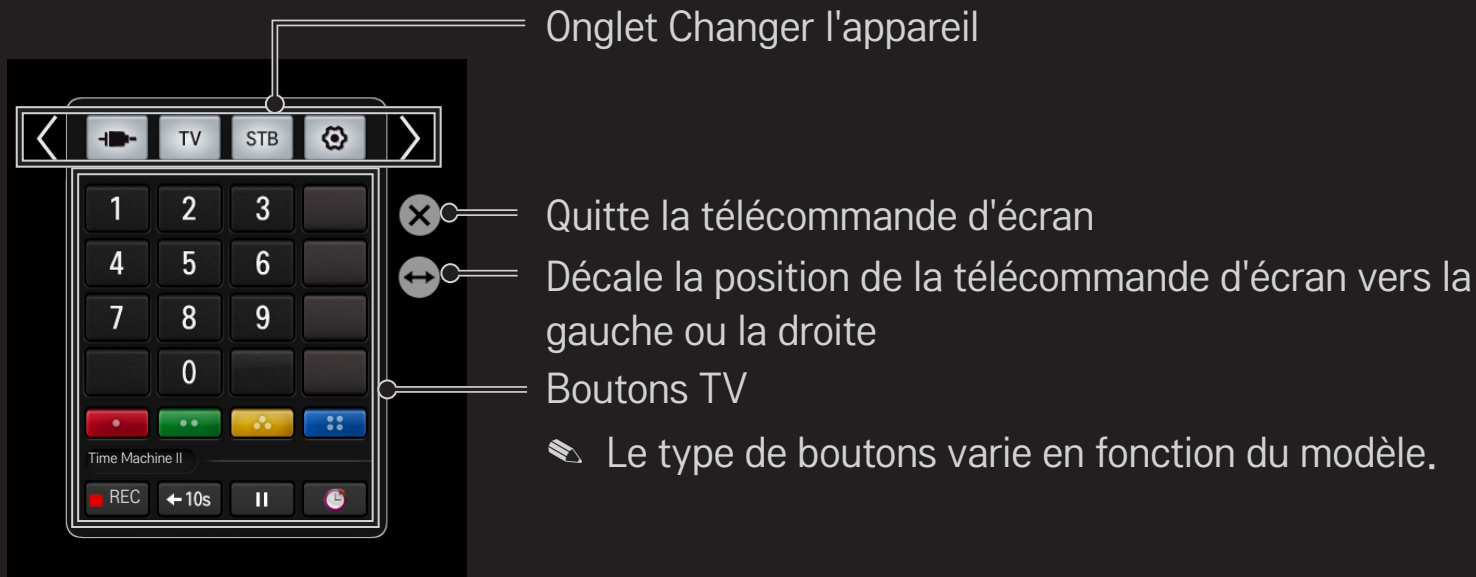 Onglet Changer l'appareil
TV STB
1 2 3
Quitte la télécommande d'écran
4 5 6
Décale la position de la télécommande d'écran vers la
gauche ou la droite
7 8 9
0
Boutons TV
Le type de boutons varie en fonction du modèle.
Time Machine II
REC 10s